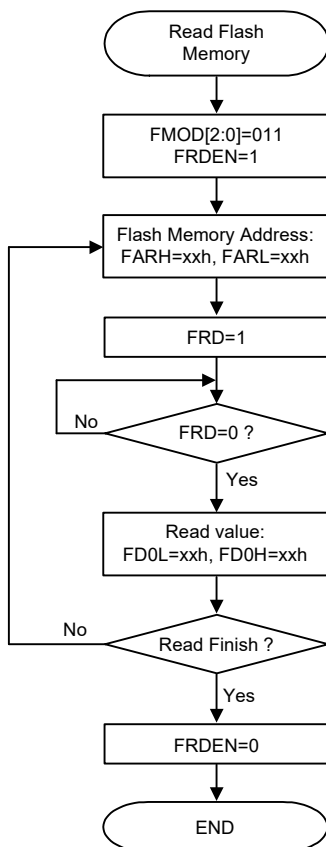 Read Flash
Memory
FMOD[2:0]=011
FRDEN=1
Flash Memory Address:
FARH=xxh, FARL=xxh
FRD=1
No
FRD=0 ?
Yes
Read value:
FD0L=xxh, FD0H=xxh
No
Read Finish ?
Yes
FRDEN=0
END